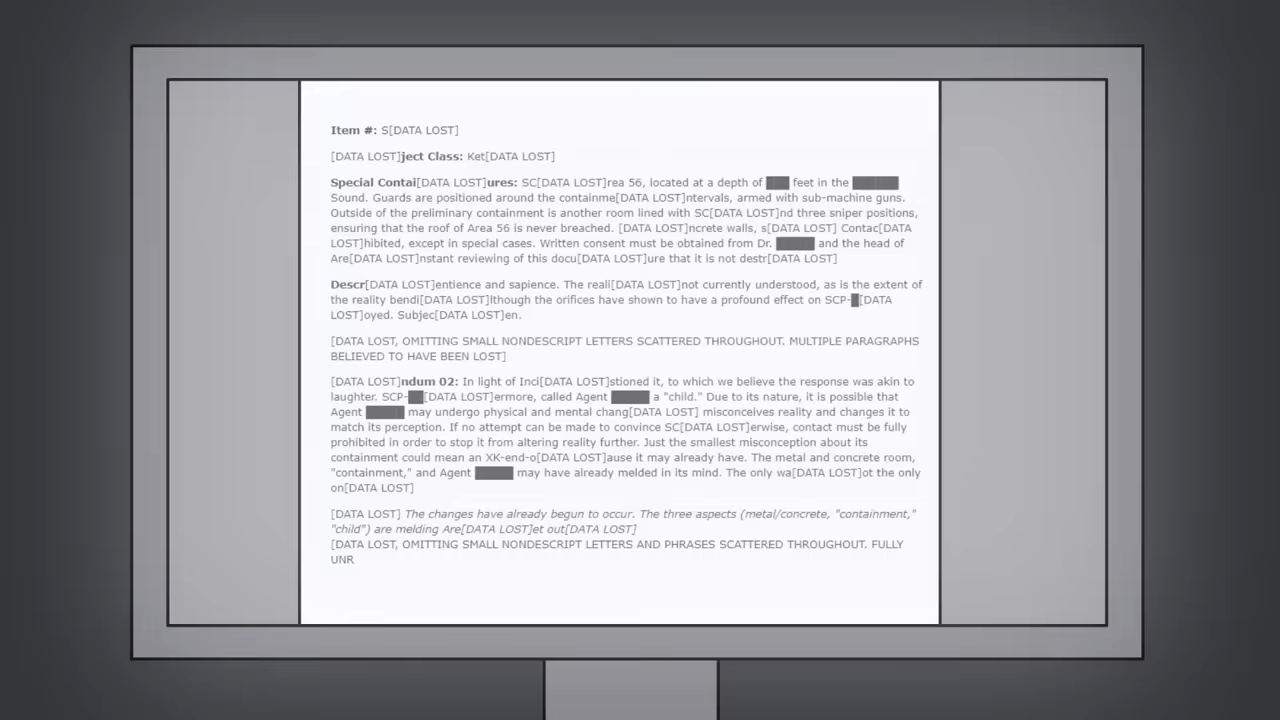 Item #: S[DATA LOST]
[DATA LOST]ject Class: Ket[DATA LOST]
Special Contai[DATA LOST]ures: SC[DATA LOST]rea 56, located at a depth of ███ feet in the ██████
Sound. Guards are positioned around the containme[DATA LOST]ntervals, armed with sub-machine guns.
Outside of the preliminary containment is another room lined with SC[DATA LOST]nd three sniper positions,
ensuring that the roof of Area 56 is never breached. [DATA LOST]ncrete walls, s[DATA LOST] Contac[DATA
LOST]hibited, except in special cases. Written consent must be obtained from Dr. █████ and the head of
Are[DATA LOST]nstant reviewing of this docu[DATA LOST]ure that it is not destr[DATA LOST]
Descr[DATA LOST]entience and sapience. The reali[DATA LOST]not currently understood, as is the extent of
the reality bendi[DATA LOST]lthough the orifices have shown to have a profound effect on SCP-█[DATA
LOST]oyed. Subjec[DATA LOST]en.
[DATA LOST, OMITTING SMALL NONDESCRIPT LETTERS SCATTERED THROUGHOUT. MULTIPLE PARAGRAPHS
BELIEVED TO HAVE BEEN LOST]
[DATA LOST]ndum 02: In light of Inci[DATA LOST]stioned it, to which we believe the response was akin to
laughter. SCP-██[DATA LOST]ermore, called Agent █████ a "child." Due to its nature, it is possible that
Agent █████ may undergo physical and mental chang[DATA LOST] misconceives reality and changes it to
match its perception. If no attempt can be made to convince SC[DATA LOST]erwise, contact must be fully
prohibited in order to stop it from altering reality further. Just the smallest misconception about its
containment could mean an XK-end-o[DATA LOST]ause it may already have. The metal and concrete room,
"containment," and Agent █████ may have already melded in its mind. The only wa[DATA LOST]ot the only
on[DATA LOST]
[DATA LOST] The changes have already begun to occur. The three aspects (metal/concrete, "containment,"
"child") are melding Are[DATA LOST]et out[DATA LOST]
[DATA LOST, OMITTING SMALL NONDESCRIPT LETTERS AND PHRASES SCATTERED THROUGHOUT. FULLY
UNR